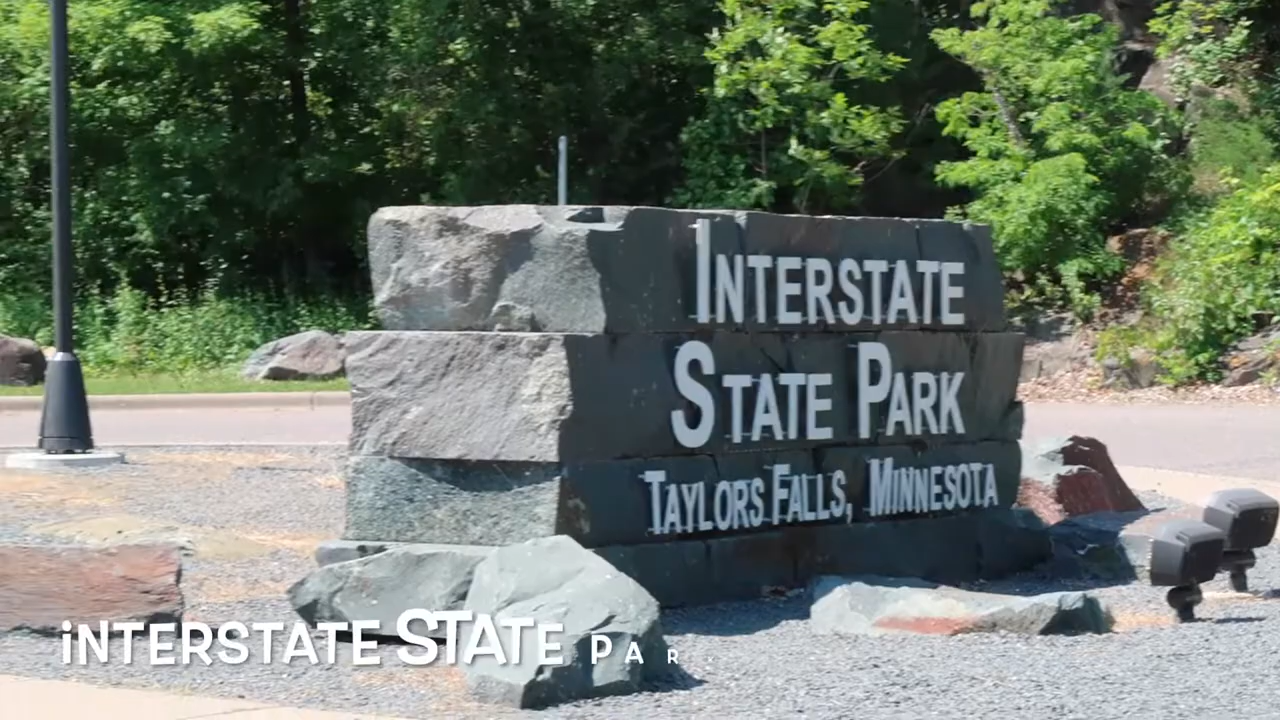 INTERSTATE
STATE PARK
TAYLORS FALLS, MINNESOTA
iNTERSTATE STATE PAR